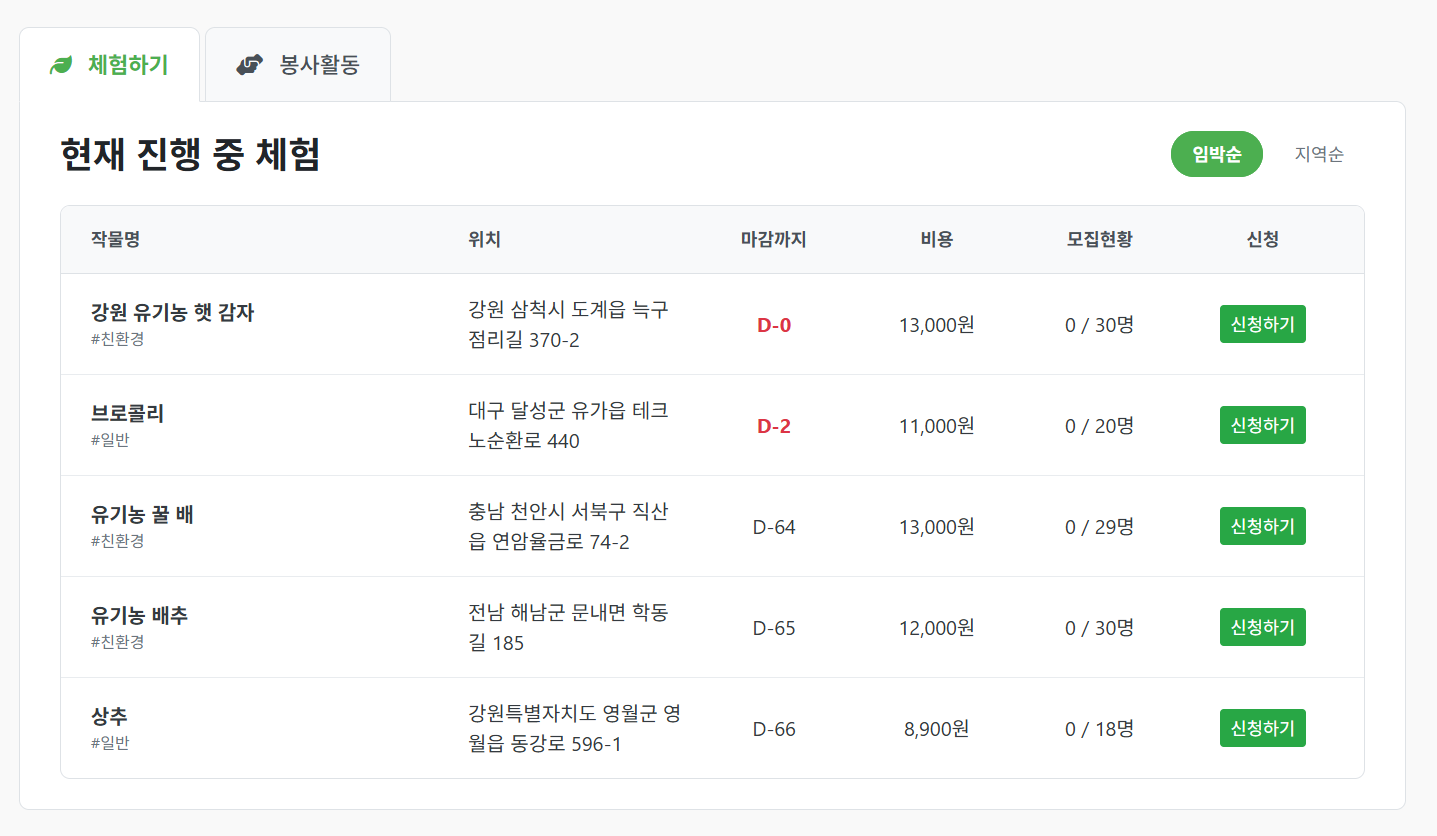 체험하기
봉사활동
현재 진행 중 체험
임박순
지역순
작물명
위치
마감까지
비용
모집현황
신청
강원 유기농 햇 감자
#친환경
강원 삼척시 도계읍 늑구
점리길 370-2
D-0
13,000원
0 / 30명
신청하기
브로콜리
#일반
대구 달성군 유가읍 테크
노순환로 440
D-2
11,000원
0 / 20명
신청하기
유기농 꿀 배
#친환경
충남 천안시 서북구 직산
읍 연암율금로 74-2
D-64
13,000원
0 / 29명
신청하기
유기농 배추
#친환경
전남 해남군 문내면 학동
길 185
D-65
12,000원
0 / 30명
신청하기
상추
#일반
강원특별자치도 영월군 영
월읍 동강로 596-1
D-66
8,900원
0 / 18명
신청하기